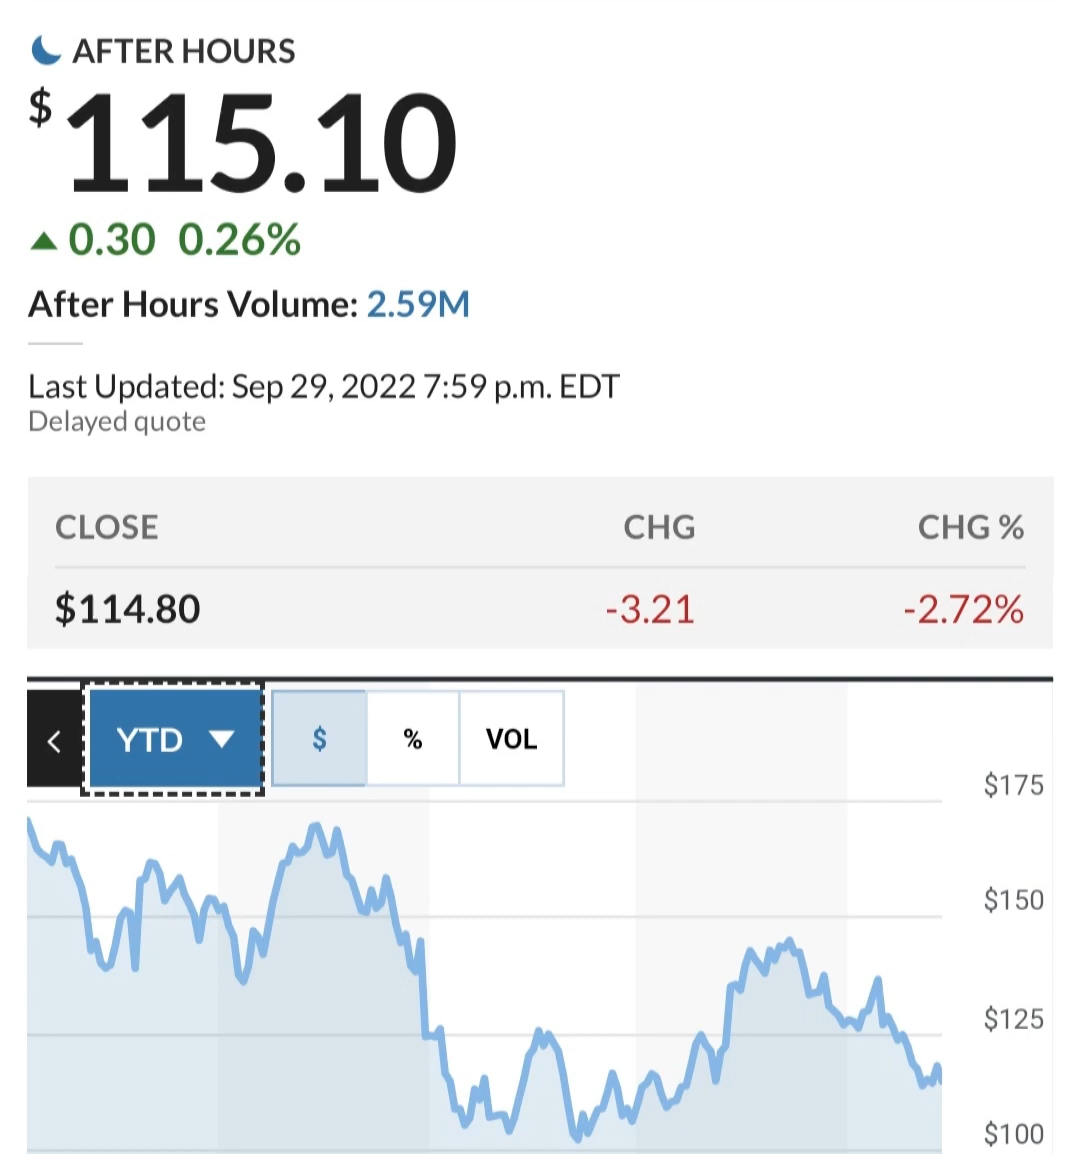 AFTER HOURS
$115.10
0.30 0.26%
After Hours Volume: 2.59M
Last Updated: Sep 29, 2022 7:59 p.m. EDT
Delayed quote
CLOSE CHG CHG %
$114.80 -3.21 -2.72%
YTD $ % VOL
$175
$150
$125
$100